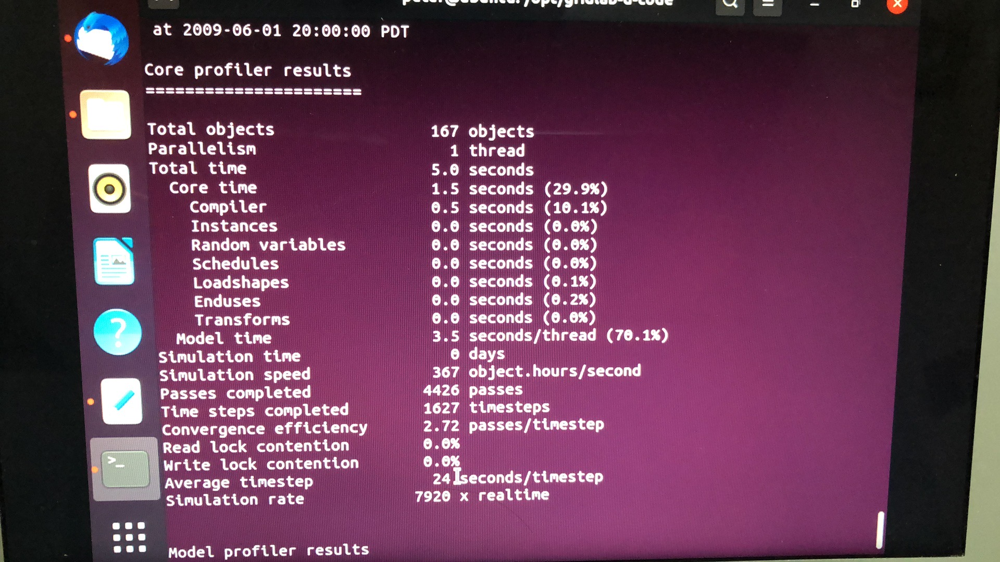 peter@ubuntu: /opt/gridlab-d-code
at 2009-06-01 20:00:00 PDT
Core profiler results
======================
Total objects 167 objects
Parallelism 1 thread
Total time 5.0 seconds
Core time 1.5 seconds (29.9%)
Compiler 0.5 seconds (10.1%)
Instances 0.0 seconds (0.0%)
Random variables 0.0 seconds (0.0%)
Schedules 0.0 seconds (0.0%)
Loadshapes 0.0 seconds (0.1%)
Enduses 0.0 seconds (0.2%)
Transforms 0.0 seconds (0.0%)
Model time 3.5 seconds/thread (70.1%)
Simulation time 0 days
Simulation speed 367 object.hours/second
Passes completed 4426 passes
Time steps completed 1627 timesteps
Convergence efficiency 2.72 passes/timestep
Read lock contention 0.0%
Write lock contention 0.0%
Average timestep 24 seconds/timestep
Simulation rate 7920 x realtime
Model profiler results